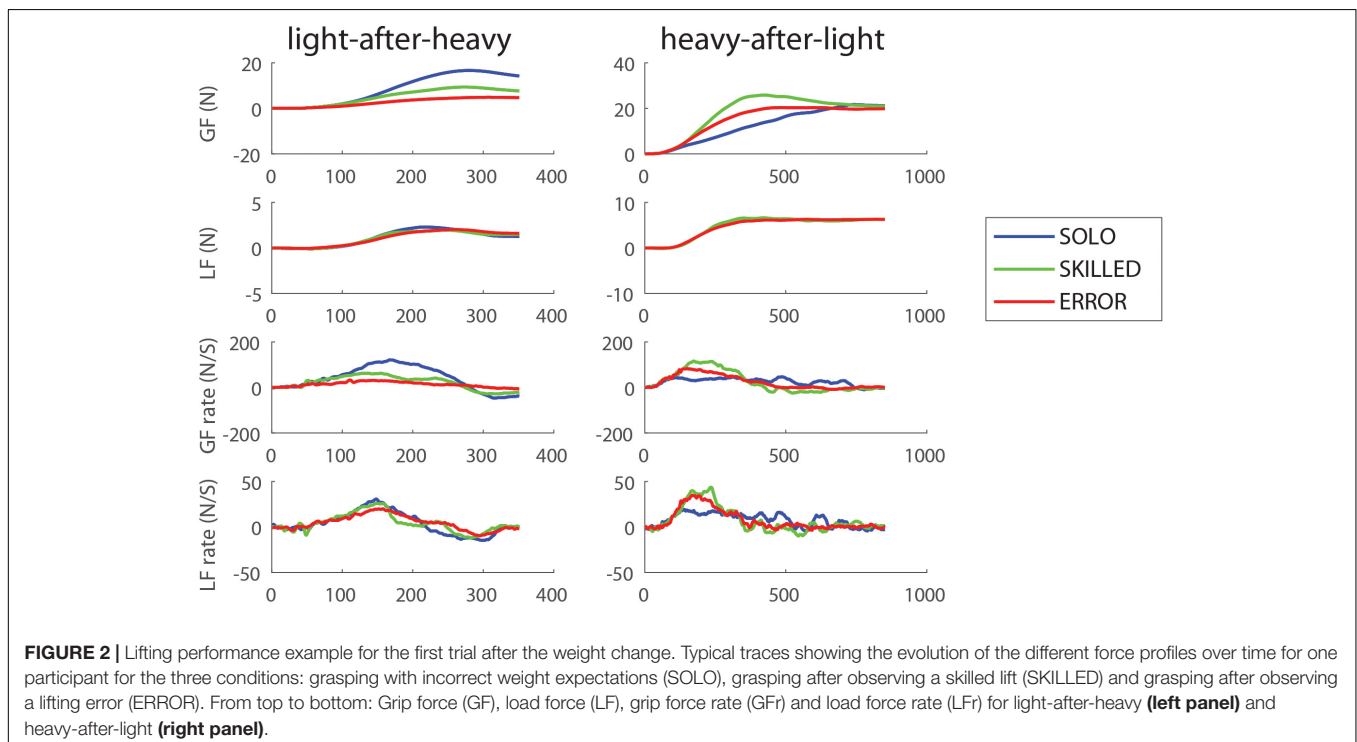 light-after-heavy
heavy-after-light
GF (N)
20
0
-20
0 100 200 300 400
40
20
0
0 500 1000
LF (N)
5
0
-5
0 100 200 300 400
10
0
-10
0 500 1000
SOLO
SKILLED
ERROR
GF rate (N/S)
200
0
-200
0 100 200 300 400
200
0
-200
0 500 1000
LF rate (N/S)
50
0
-50
0 100 200 300 400
50
0
-50
0 500 1000
FIGURE 2 | Lifting performance example for the first trial after the weight change. Typical traces showing the evolution of the different force profiles over time for one
participant for the three conditions: grasping with incorrect weight expectations (SOLO), grasping after observing a skilled lift (SKILLED) and grasping after observing
a lifting error (ERROR). From top to bottom: Grip force (GF), load force (LF), grip force rate (GFr) and load force rate (LFr) for light-after-heavy (left panel) and
heavy-after-light (right panel).